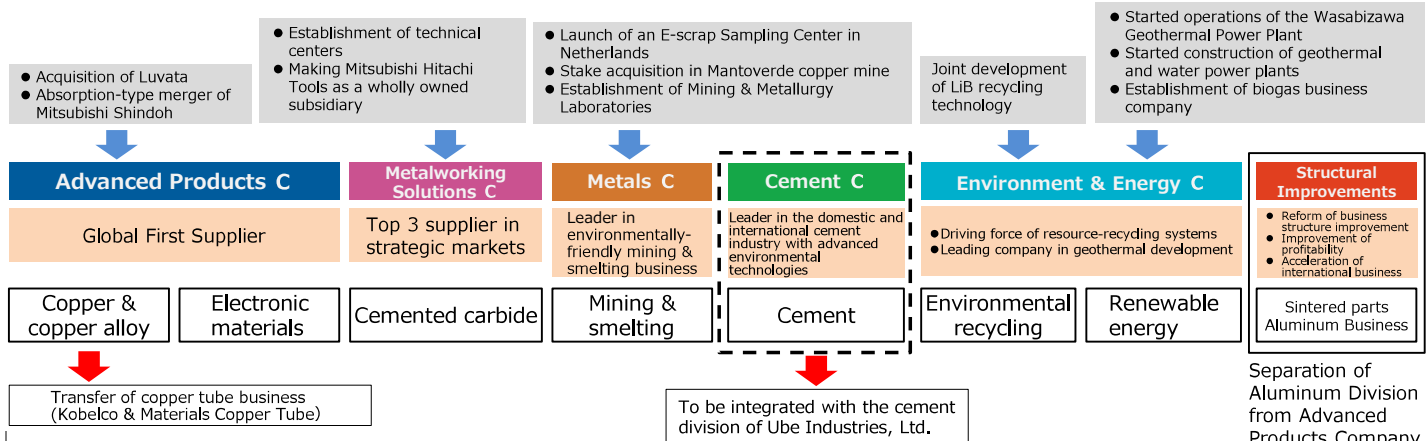 ● Acquisition of Luvata
● Absorption-type merger of
Mitsubishi Shindoh
● Establishment of technical
centers
● Making Mitsubishi Hitachi
Tools as a wholly owned
subsidiary
● Launch of an E-scrap Sampling Center in
Netherlands
● Stake acquisition in Mantoverde copper mine
● Establishment of Mining & Metallurgy
Laboratories
Joint development
of LiB recycling
technology
● Started operations of the Wasabizawa
Geothermal Power Plant
● Started construction of geothermal
and water power plants
● Establishment of biogas business
company
Advanced Products C
Metalworking
Solutions C
Metals C
Cement C
Environment & Energy C
Structural
Improvements
Global First Supplier
Top 3 supplier in
strategic markets
Leader in
environmentally-
friendly mining &
smelting business
Leader in the domestic and
international cement
industry with advanced
environmental
technologies
●Driving force of resource-recycling systems
●Leading company in geothermal development
● Reform of business
structure improvement
● Improvement of
profitability
● Acceleration of
international business
Copper &
copper alloy
Electronic
materials
Cemented carbide
Mining &
smelting
Cement
Environmental
recycling
Renewable
energy
Sintered parts
Aluminum Business
Transfer of copper tube business
(Kobelco & Materials Copper Tube)
To be integrated with the cement
division of Ube Industries, Ltd.
Separation of
Aluminum Division
from Advanced
Products Company